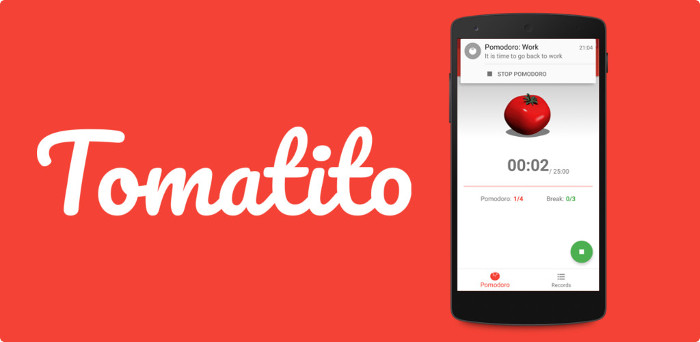 Tomatito
Pomodoro: Work
21:04
It is time to go back to work
STOP POMODORO
00:02 / 25:00
Pomodoro: 1/4
Break: 0/3
Pomodoro
Records